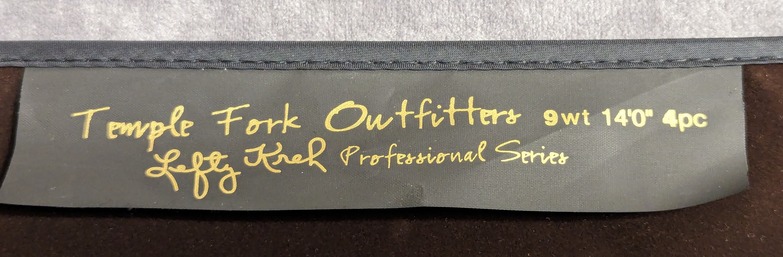 Temple Fork Outfitters 9wt 14'0" 4pc
Lefty Kreh Professional Series